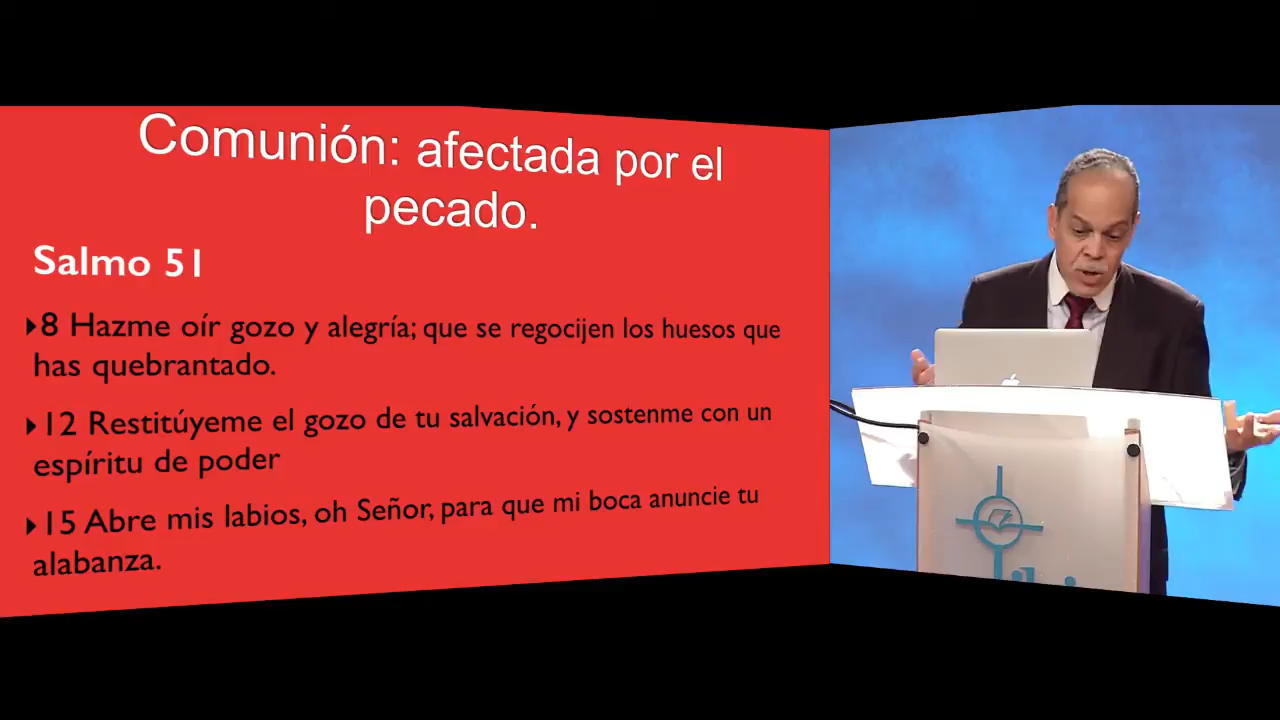 Comunión: afectada por el
pecado.
Salmo 51
8 Hazme oír gozo y alegría; que se regocijen los huesos que
has quebrantado.
12 Restitúyeme el gozo de tu salvación, y sostenme con un
espíritu de poder
15 Abre mis labios, oh Señor, para que mi boca anuncie tu
alabanza.